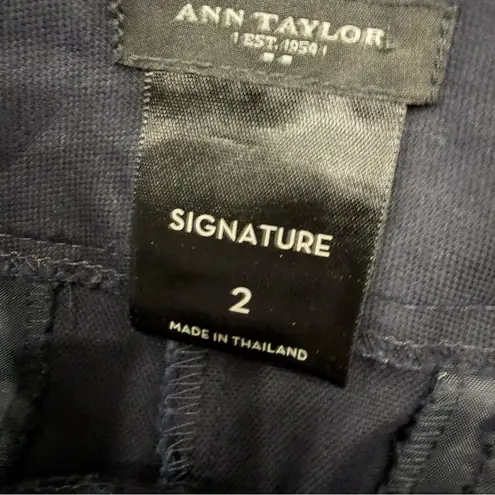 ANN TAYLOR
EST. 1954
SIGNATURE
2
MADE IN THAILAND